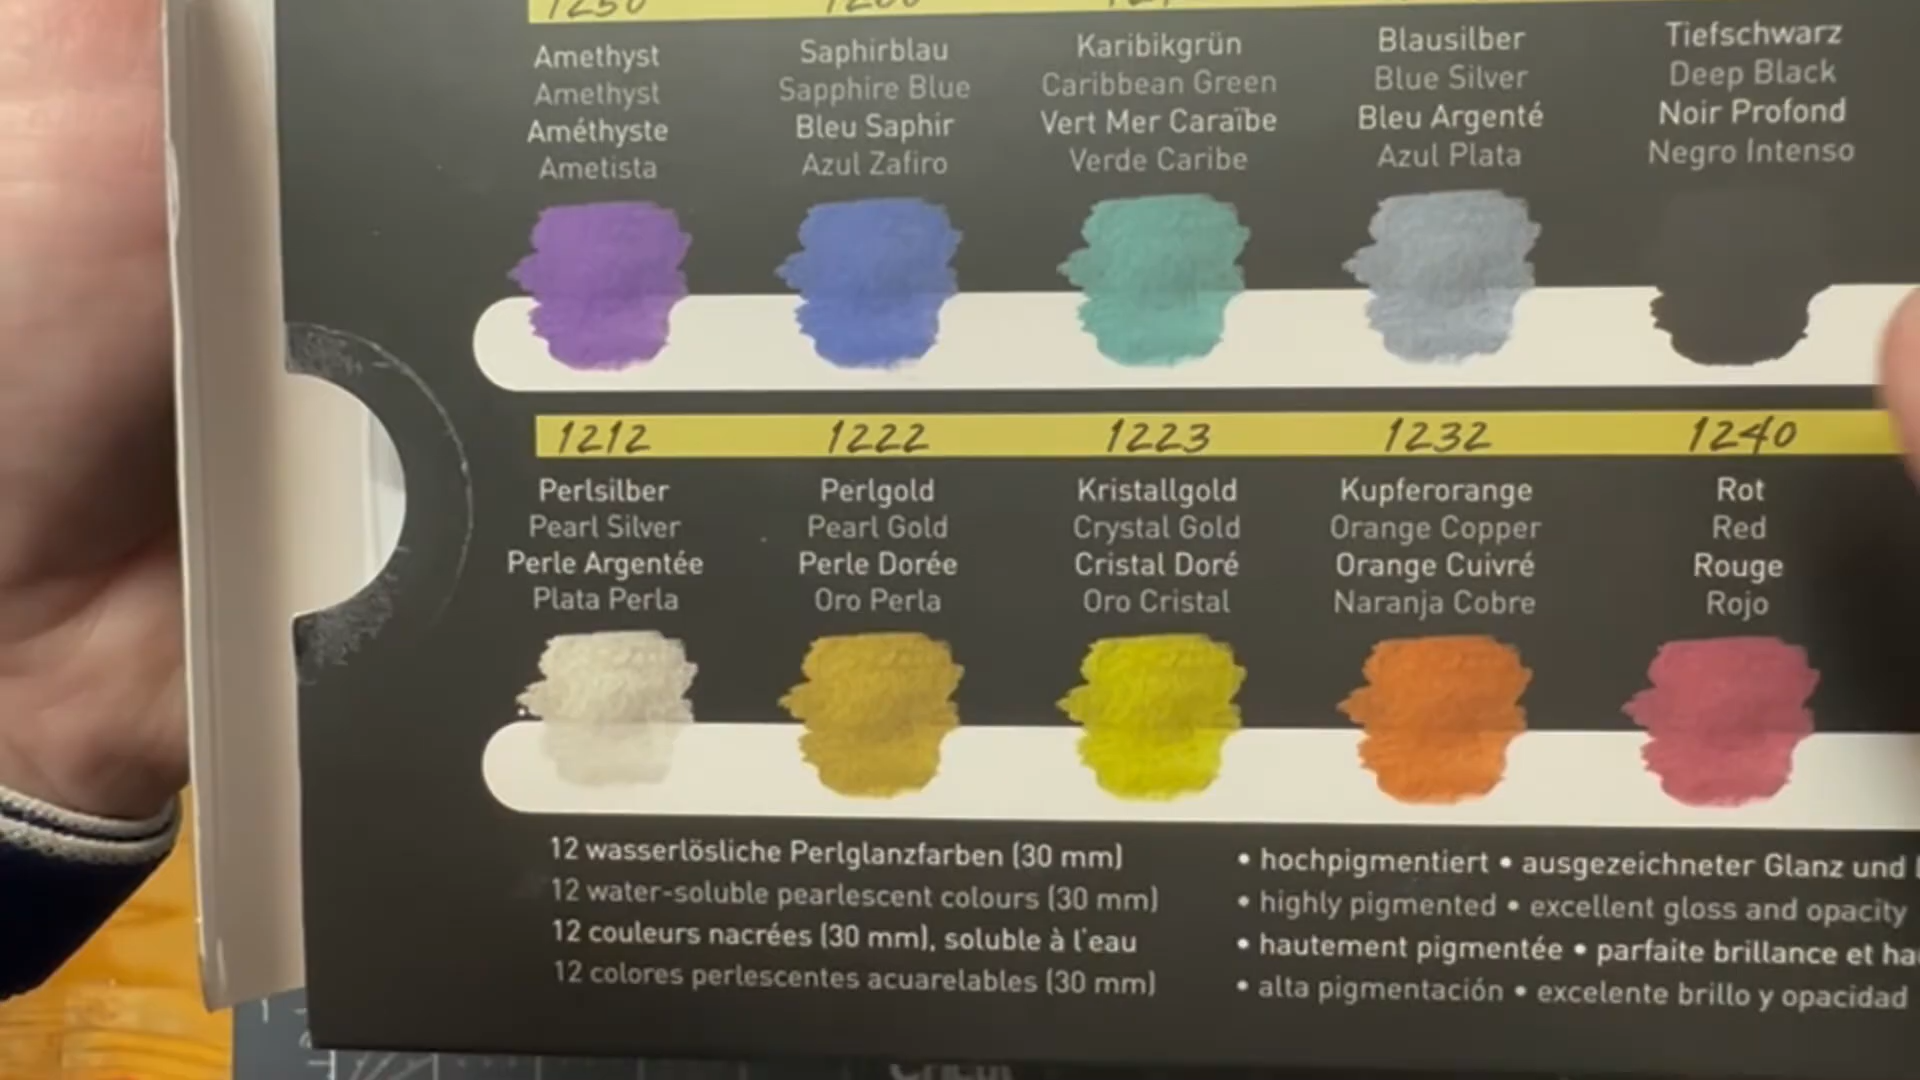 1250
Amethyst
Amethyst
Améthyste
Ametista
Saphirblau
Sapphire Blue
Bleu Saphir
Azul Zafiro
Karibikgrün
Caribbean Green
Vert Mer Caraïbe
Verde Caribe
Blausilber
Blue Silver
Bleu Argenté
Azul Plata
Tiefschwarz
Deep Black
Noir Profond
Negro Intenso
1212
Perlsilber
Pearl Silver
Perle Argentée
Plata Perla
1222
Perlgold
Pearl Gold
Perle Dorée
Oro Perla
1223
Kristallgold
Crystal Gold
Cristal Doré
Oro Cristal
1232
Kupferorange
Orange Copper
Orange Cuivré
Naranja Cobre
1240
Rot
Red
Rouge
Rojo
12 wasserlösliche Perlglanzfarben (30 mm)
12 water-soluble pearlescent colours (30 mm)
12 couleurs nacrées (30 mm), soluble à l'eau
12 colores perlescentes acuarelables (30 mm)
• hochpigmentiert • ausgezeichneter Glanz und
• highly pigmented • excellent gloss and opacity
• hautement pigmentée • parfaite brillance et
• alta pigmentación • excelente brillo y opacidad